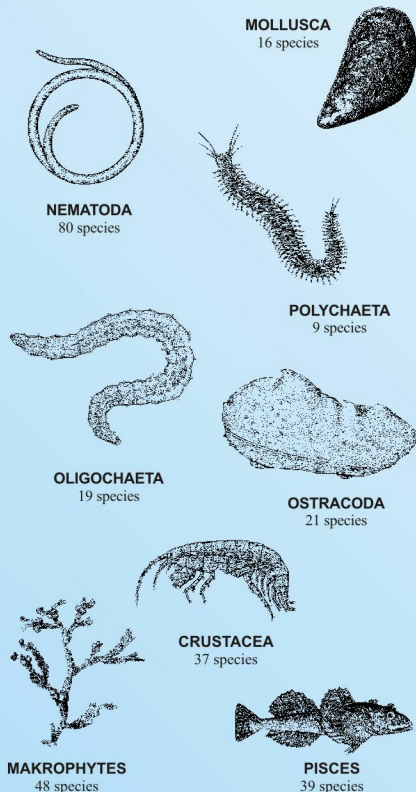 MOLLUSCA
16 species
NEMATODA
80 species
POLYCHAETA
9 species
OLIGOCHAETA
19 species
OSTRACODA
21 species
CRUSTACEA
37 species
MAKROPHYTES
48 species
PISCES
39 species